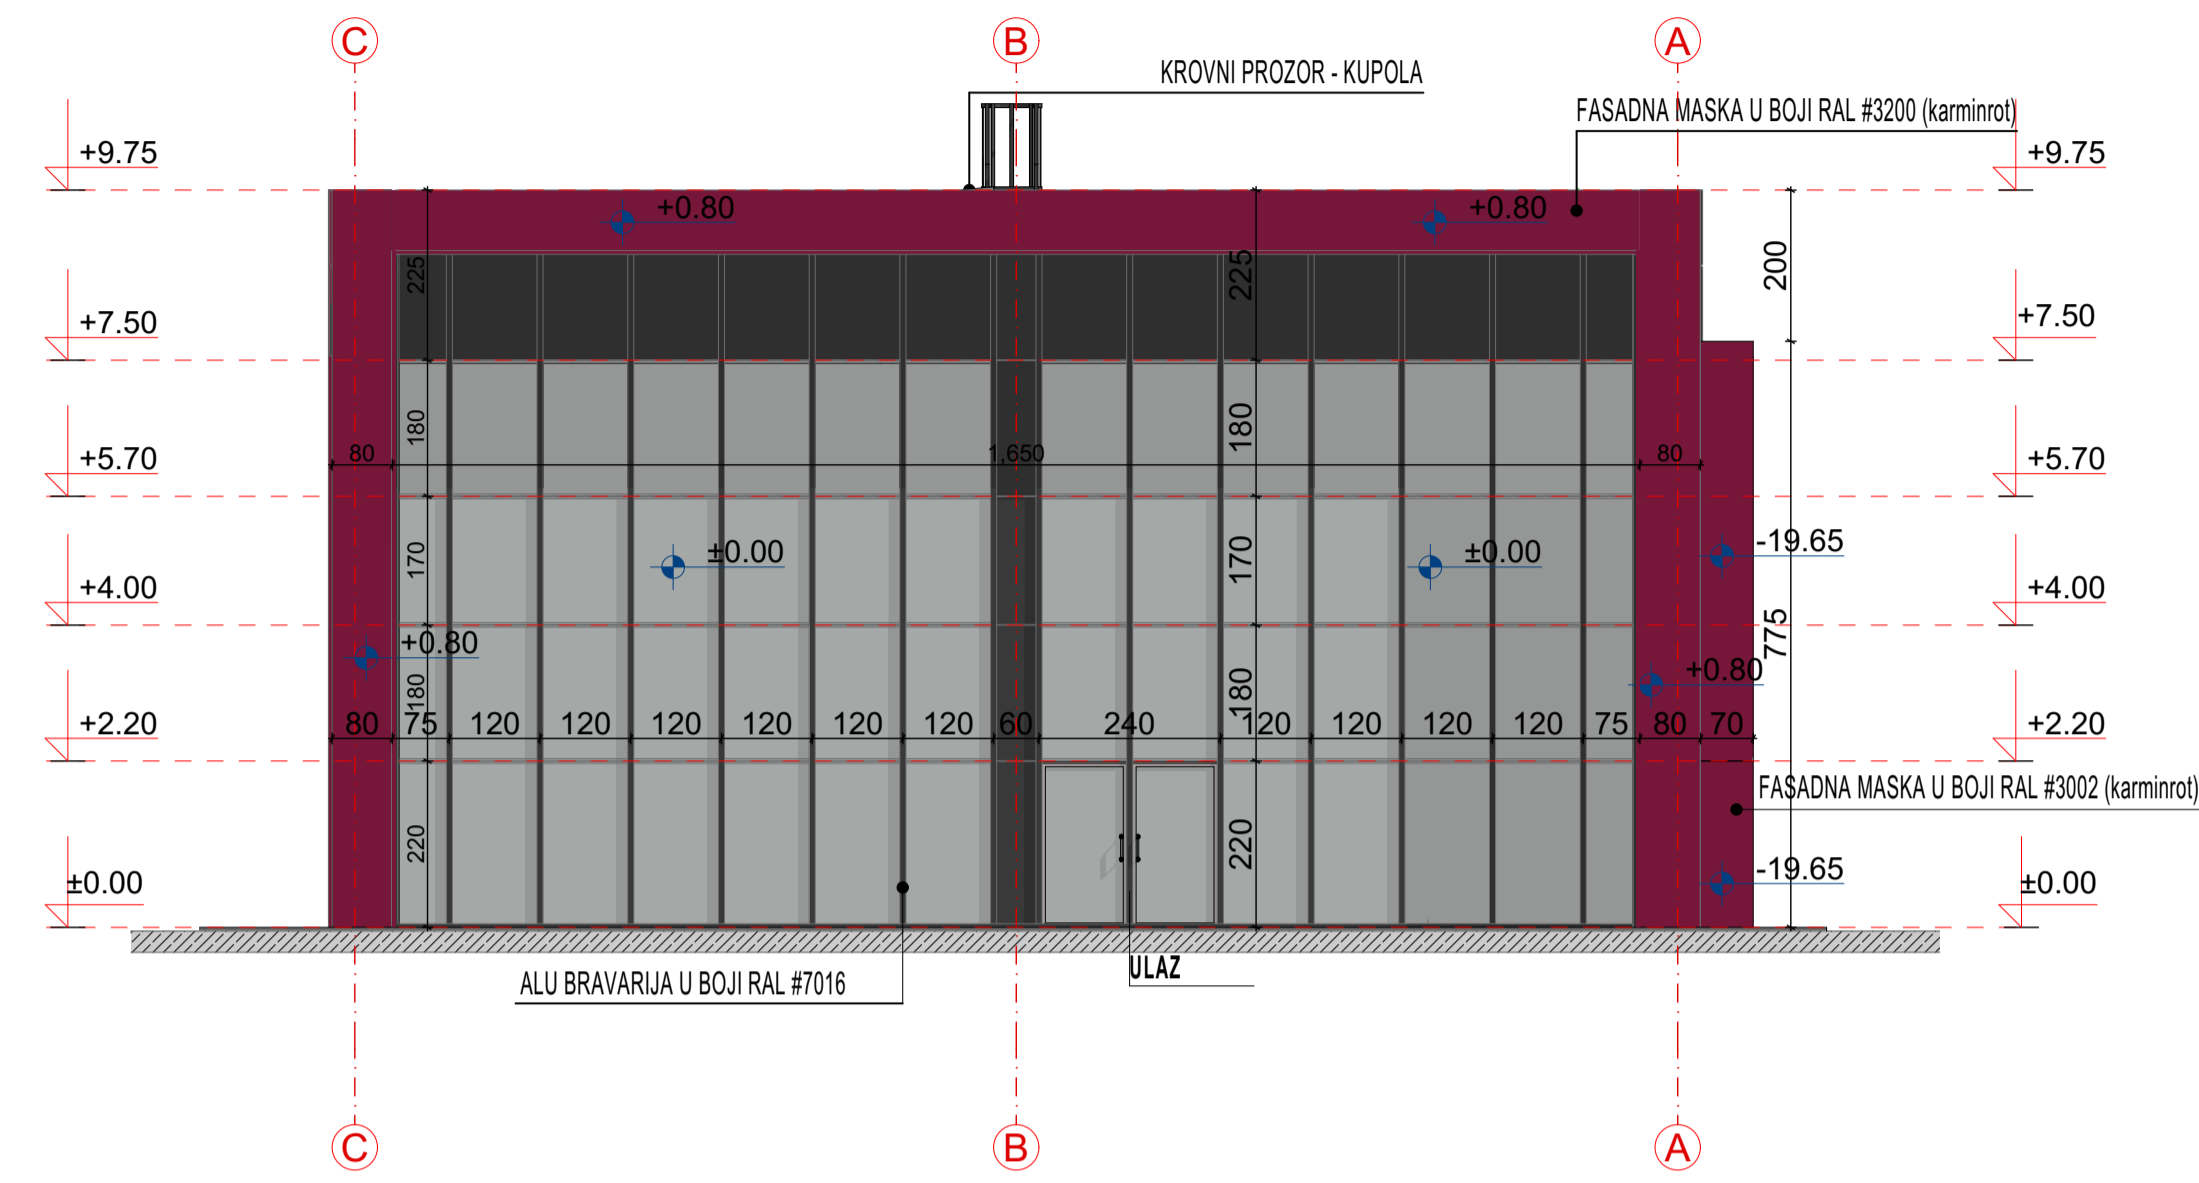 C B A
KROVNI PROZOR - KUPOLA
FASADNA MASKA U BOJI RAL #3200 (karminrot)
+9.75 +9.75
+0.80 +0.80
225 225 200
+7.50 +7.50
180 180
80 1,650 80
+5.70 +5.70
-19.65
±0.00 ±0.00
170 170
+4.00 +4.00
775
+0.80 +0.80
180 180
+2.20 +2.20
80 75 120 120 120 120 120 120 60 240 120 120 120 120 75 80 70
FASADNA MASKA U BOJI RAL #3002 (karminrot)
220 220
-19.65
±0.00 ±0.00
ULAZ
ALU BRAVARIJA U BOJI RAL #7016
C B A